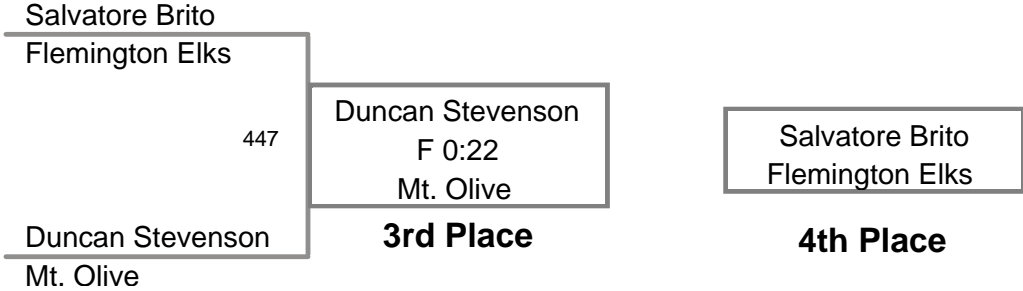 Salvatore Brito
Flemington Elks
447
Duncan Stevenson
Mt. Olive
Duncan Stevenson
F 0:22
Mt. Olive
3rd Place
Salvatore Brito
Flemington Elks
4th Place